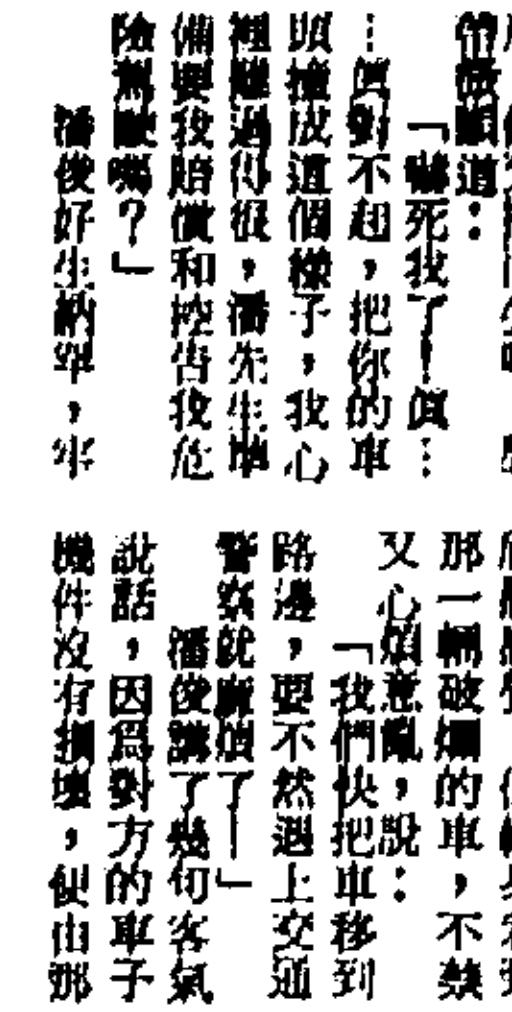 的微顫道：
「嚇死我了！真…
…真對不起，把你的車
頭撞成這個樣子，我心
裡難過得很，潘先生準
備要我賠償和控告我危
險駕駛嗎？」
潘俊好生納罕，
那一輛破爛的車，不禁
又心煩意亂，說：
「我們快把車移到
路邊，要不然遇上交通
警察就麻煩了！」
潘俊講了幾句客氣
說話，因為對方的車子
機件沒有損壞，便由那